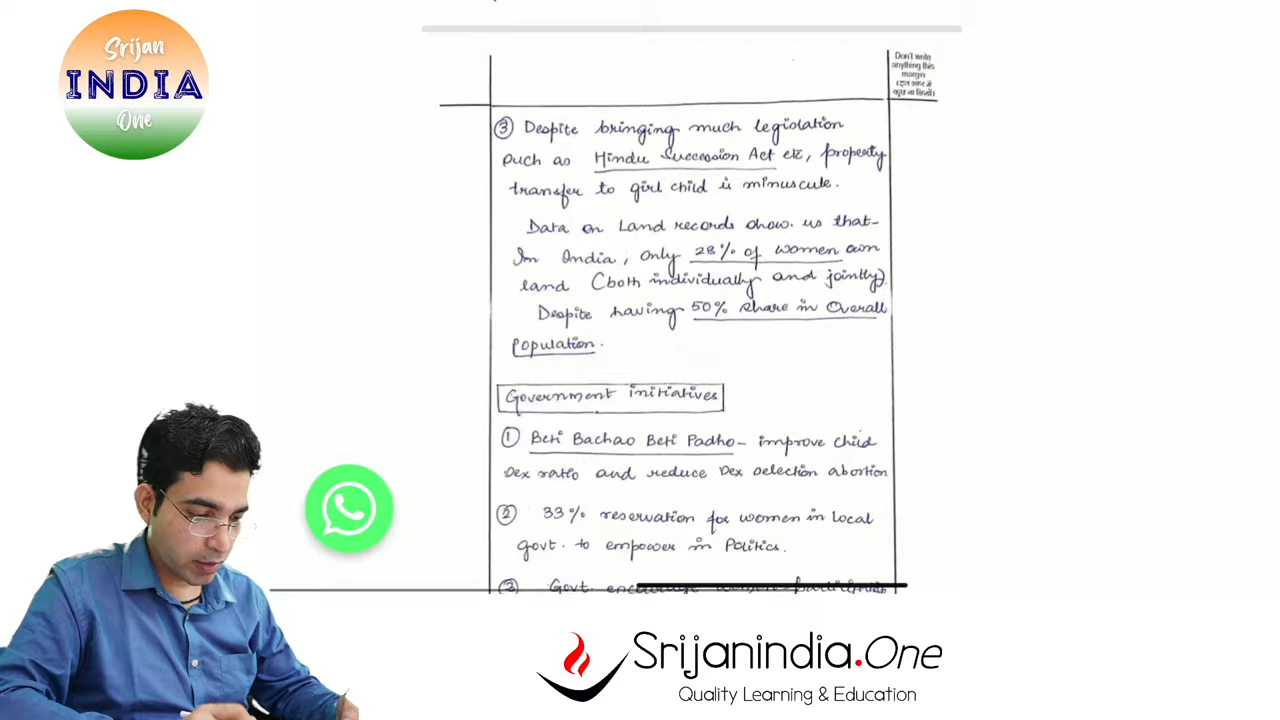 Srijan
INDIA
One
Don't write
anything this
margin
(इस भाग में
कुछ ना लिखें)
③ Despite bringing much legislation
such as Hindu Succession Act etc, property
transfer to girl child is minuscule.
Data on Land records show us that-
In India, only 28% of women own
land (both individually and jointly).
Despite having 50% share in Overall
population.
Government initiatives
① Beti Bachao Beti Padho - improve child
sex ratio and reduce sex selection abortion
② 33% reservation for women in Local
govt. to empower in Politics.
③ Govt. encourage women
Srijanindia.One
Quality Learning & Education